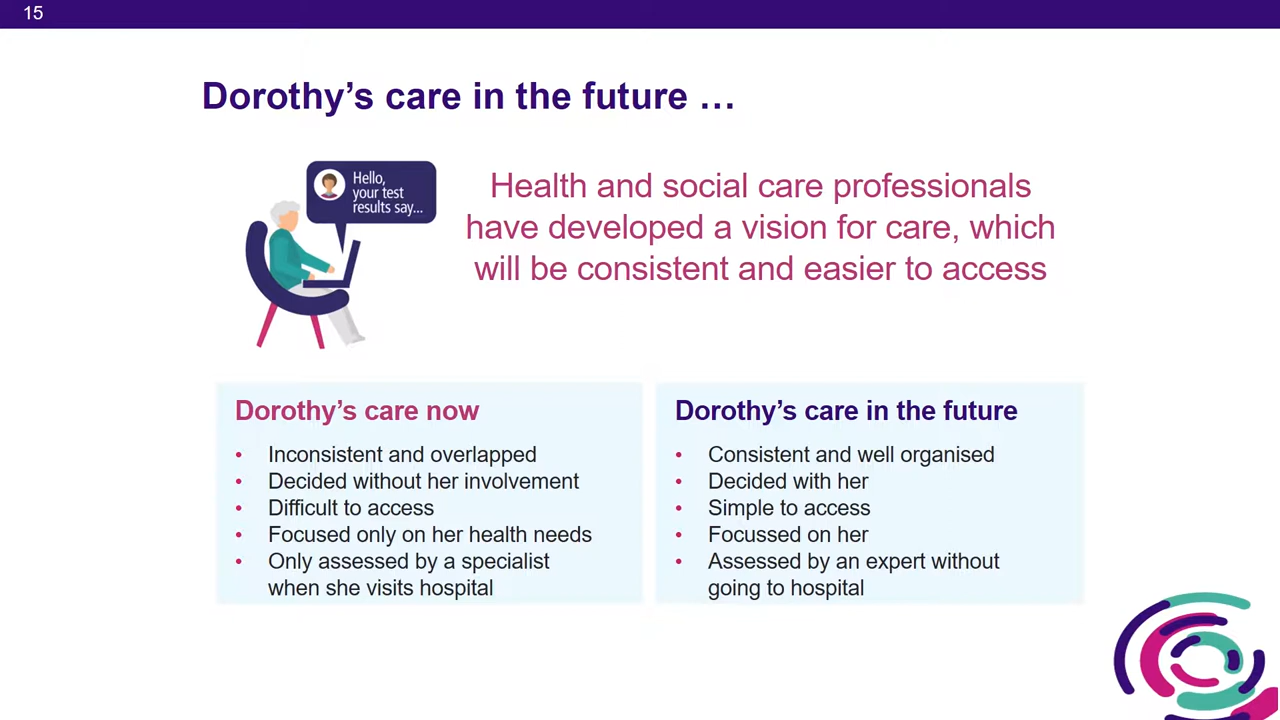 15
Dorothy’s care in the future …
Hello,
your test
results say...
Health and social care professionals
have developed a vision for care, which
will be consistent and easier to access
Dorothy’s care now
• Inconsistent and overlapped
• Decided without her involvement
• Difficult to access
• Focused only on her health needs
• Only assessed by a specialist
when she visits hospital
Dorothy’s care in the future
• Consistent and well organised
• Decided with her
• Simple to access
• Focussed on her
• Assessed by an expert without
going to hospital